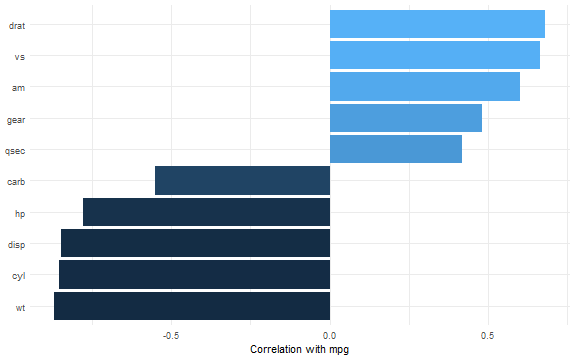 drat
vs
am
gear
qsec
carb
hp
disp
cyl
wt
-0.5 0.0 0.5
Correlation with mpg